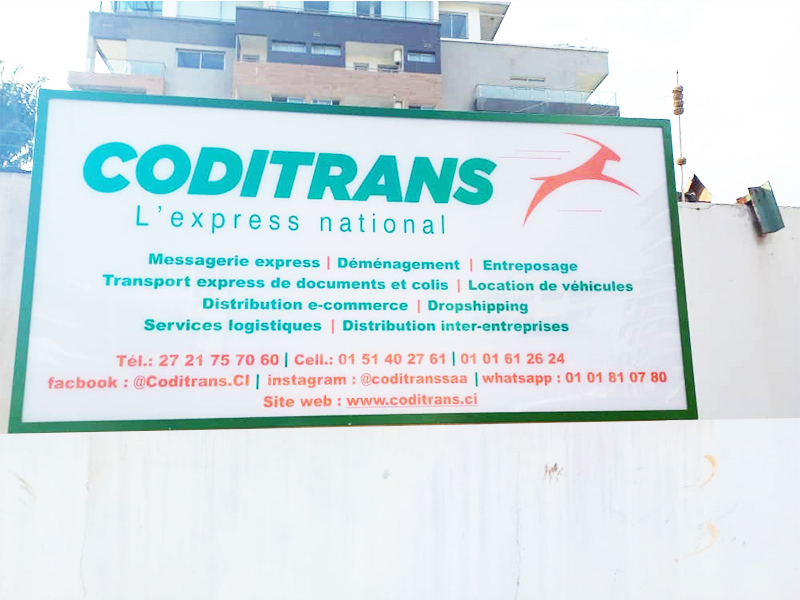 CODITRANS
L'express national
Messagerie express | Déménagement | Entreposage
Transport express de documents et colis | Location de véhicules
Distribution e-commerce | Dropshipping
Services logistiques | Distribution inter-entreprises
Tél.: 27 21 75 70 60 | Cell.: 01 51 40 27 61 | 01 01 61 26 24
facbook : @Coditrans.CI | instagram : @coditranssaa | whatsapp : 01 01 81 07 80
Site web : www.coditrans.ci